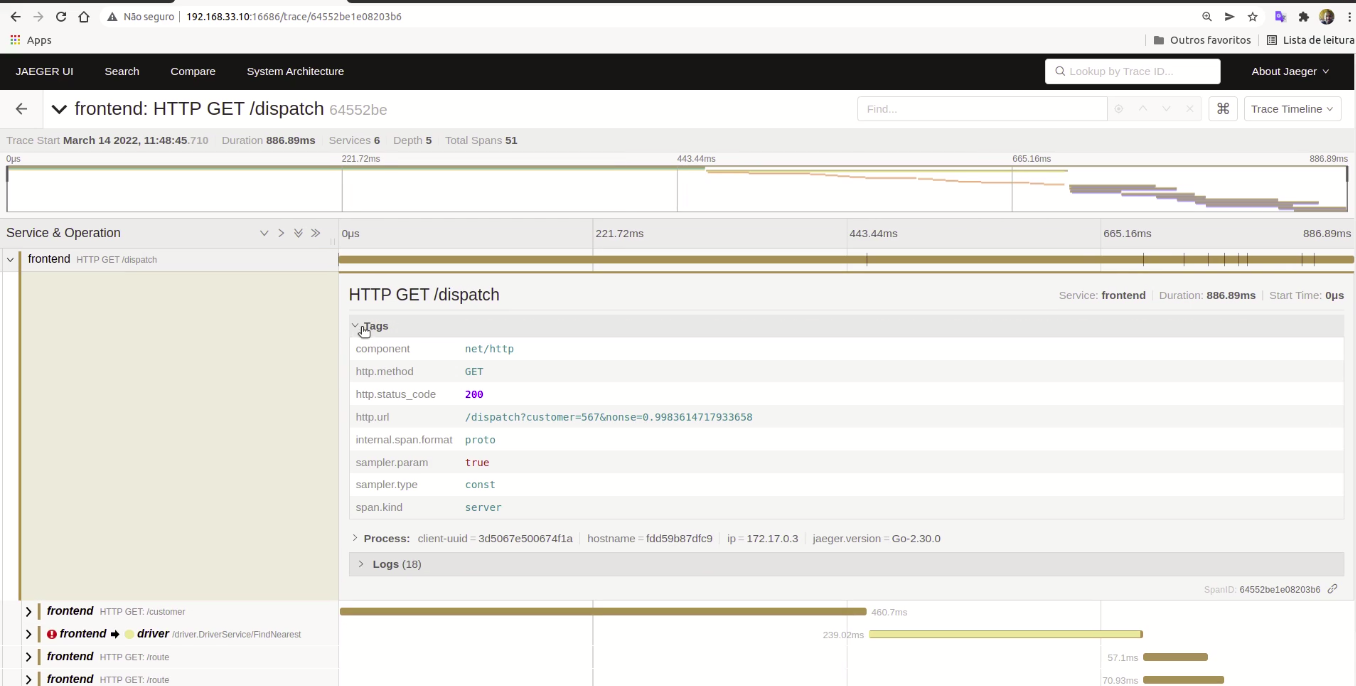 Não seguro | 192.168.33.10:16686/trace/64552be1e08203b6
Apps Outros favoritos Lista de leitura
JAEGER UI Search Compare System Architecture Lookup by Trace ID... About Jaeger
frontend: HTTP GET /dispatch 64552be Find... ⌘ Trace Timeline
Trace Start March 14 2022, 11:48:45.710 Duration 886.89ms Services 6 Depth 5 Total Spans 51
0μs 221.72ms 443.44ms 665.16ms 886.89ms
Service & Operation 0μs 221.72ms 443.44ms 665.16ms 886.89ms
frontend HTTP GET /dispatch
HTTP GET /dispatch Service: frontend Duration: 886.89ms Start Time: 0μs
Tags
component net/http
http.method GET
http.status_code 200
http.url /dispatch?customer=567&nonse=0.9983614717933658
internal.span.format proto
sampler.param true
sampler.type const
span.kind server
Process: client-uuid = 3d5067e500674f1a hostname = fdd59b87dfc9 ip = 172.17.0.3 jaeger.version = Go-2.30.0
Logs (18)
SpanID: 64552be1e08203b6
frontend HTTP GET: /customer 460.7ms
frontend driver /driver.DriverService/FindNearest 239.02ms
frontend HTTP GET: /route 57.1ms
frontend HTTP GET: /route 70.93ms